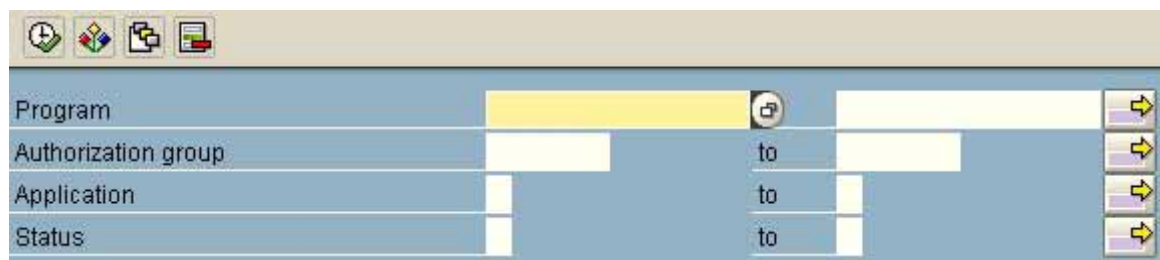 Program
Authorization group to
Application to
Status to